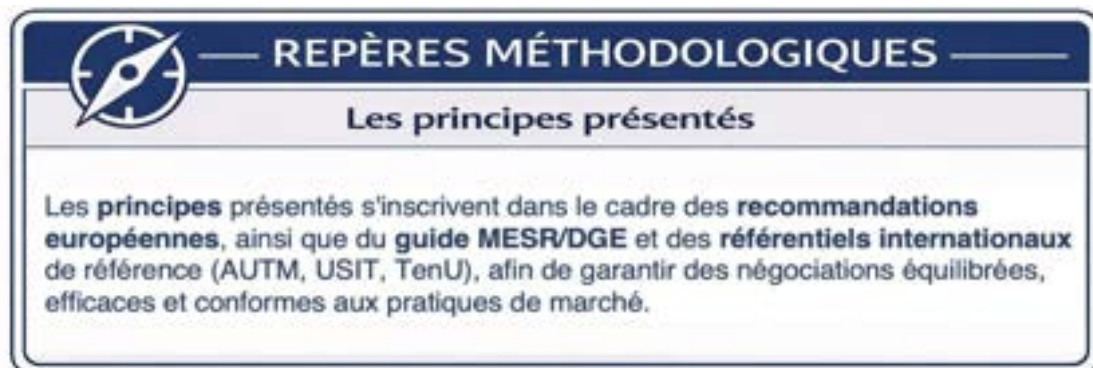 REPÈRES MÉTHODOLOGIQUES
Les principes présentés
Les principes présentés s'inscrivent dans le cadre des recommandations
européennes, ainsi que du guide MESR/DGE et des référentiels internationaux
de référence (AUTM, USIT, TenU), afin de garantir des négociations équilibrées,
efficaces et conformes aux pratiques de marché.